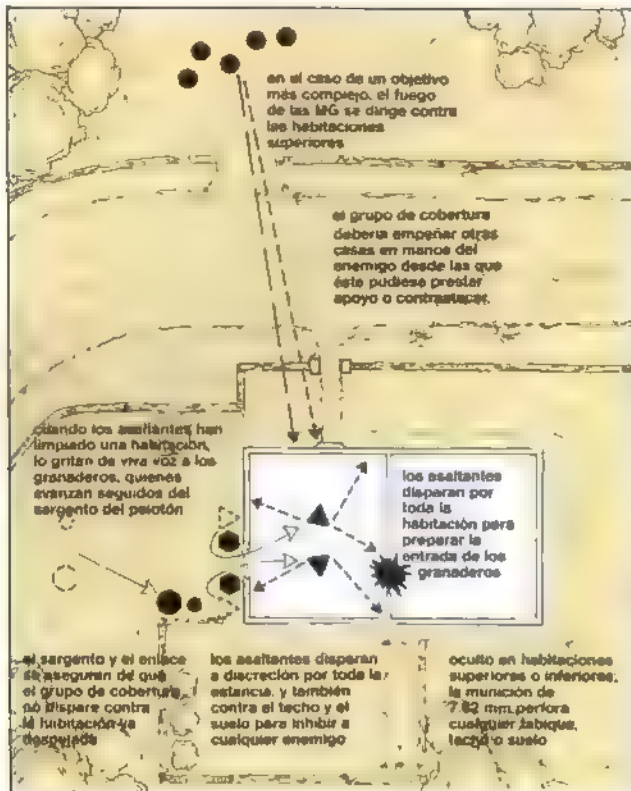 en el caso de un objetivo
más complejo, el fuego
de las MG se dirige contra
las habitaciones
superiores
el grupo de cobertura
debería empeñar otras
casas en manos del
enemigo desde las que
éste pudiese prestar
apoyo o contraatacar.
cuando los asaltantes han
limpiado una habitación,
lo gritan de viva voz a los
granaderos, quienes
avanzan seguidos del
sargento del pelotón
los asaltantes
disparan por
toda la
habitación para
preparar la
entrada de los
granaderos
el sargento y el enlace
se aseguran de que
el grupo de cobertura
no dispare contra
la habitación ya
despejada
los asaltantes disparan
a discreción por toda la
estancia, y también
contra el techo y el
suelo para inhibir a
cualquier enemigo
oculto en habitaciones
superiores o inferiores;
la munición de
7,62 mm perfora
cualquier tabique,
techo o suelo